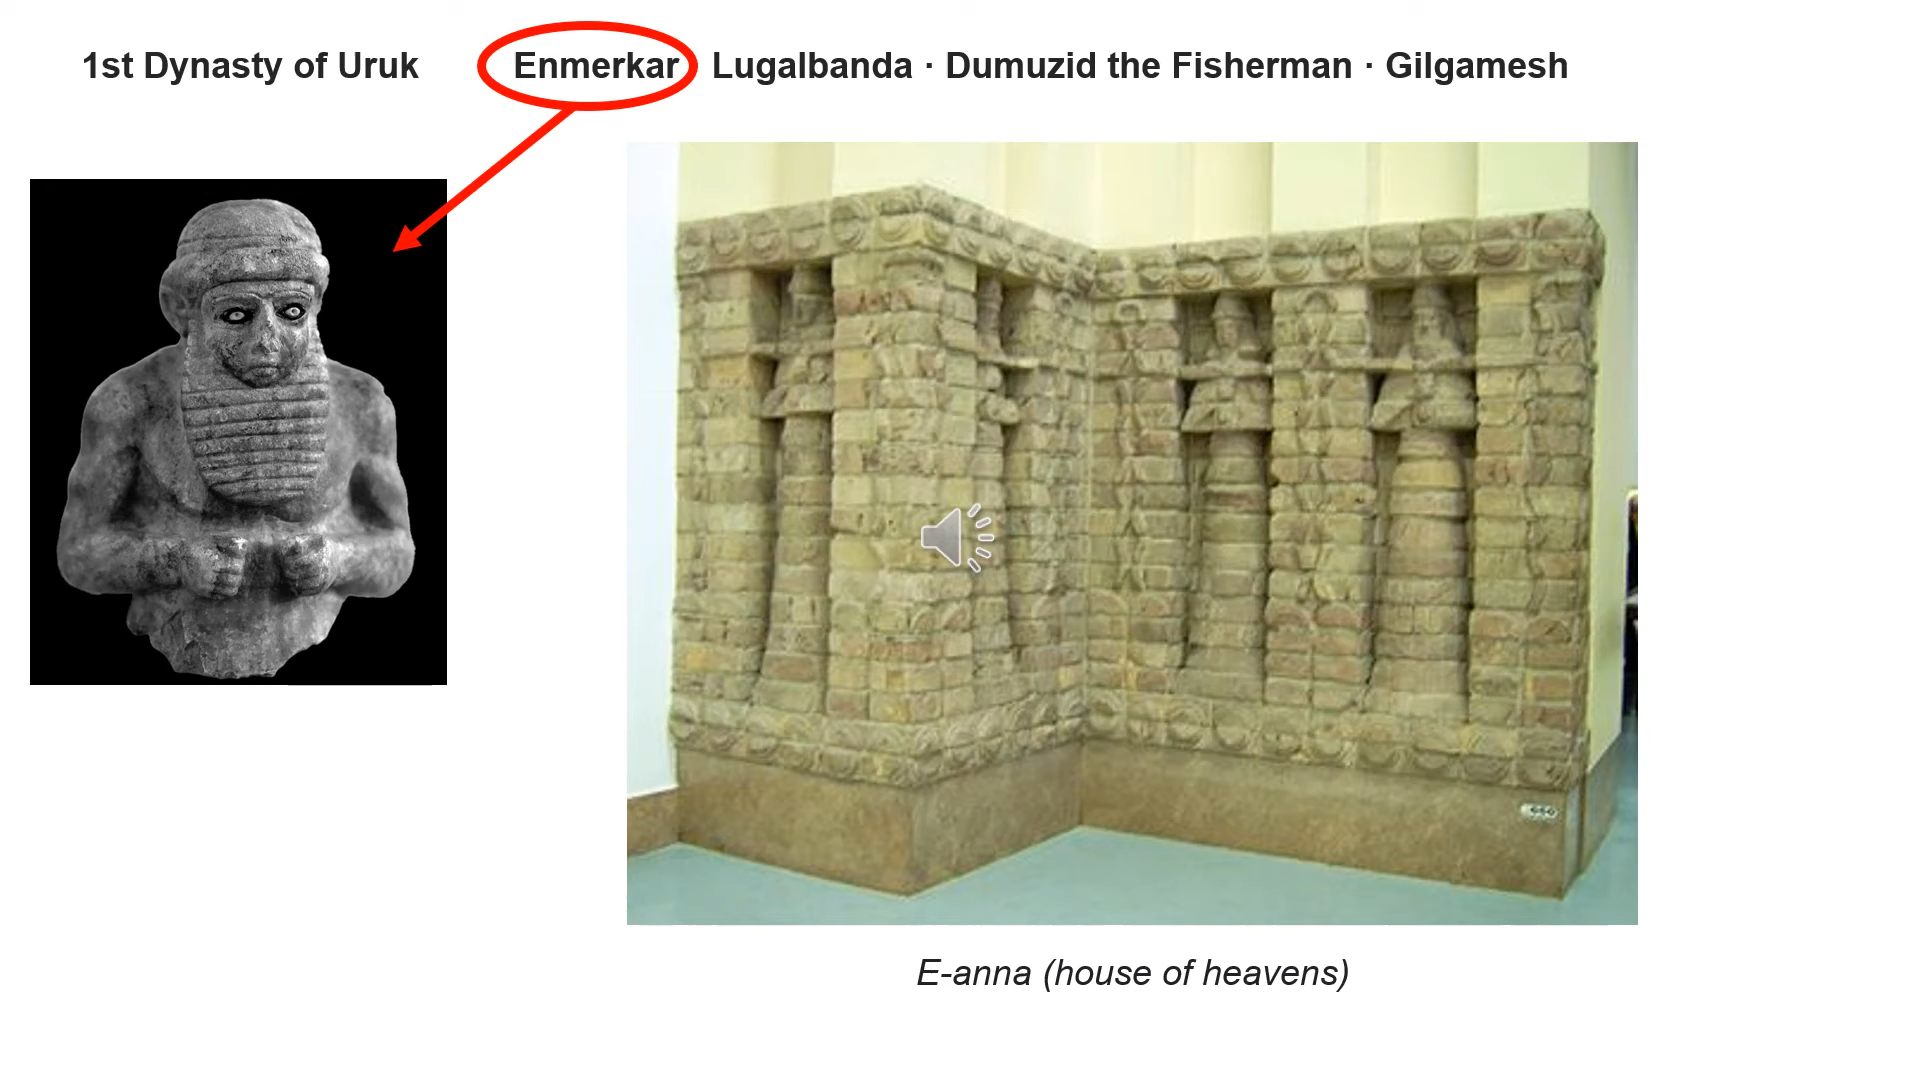 1st Dynasty of Uruk Enmerkar Lugalbanda · Dumuzid the Fisherman · Gilgamesh
E-anna (house of heavens)